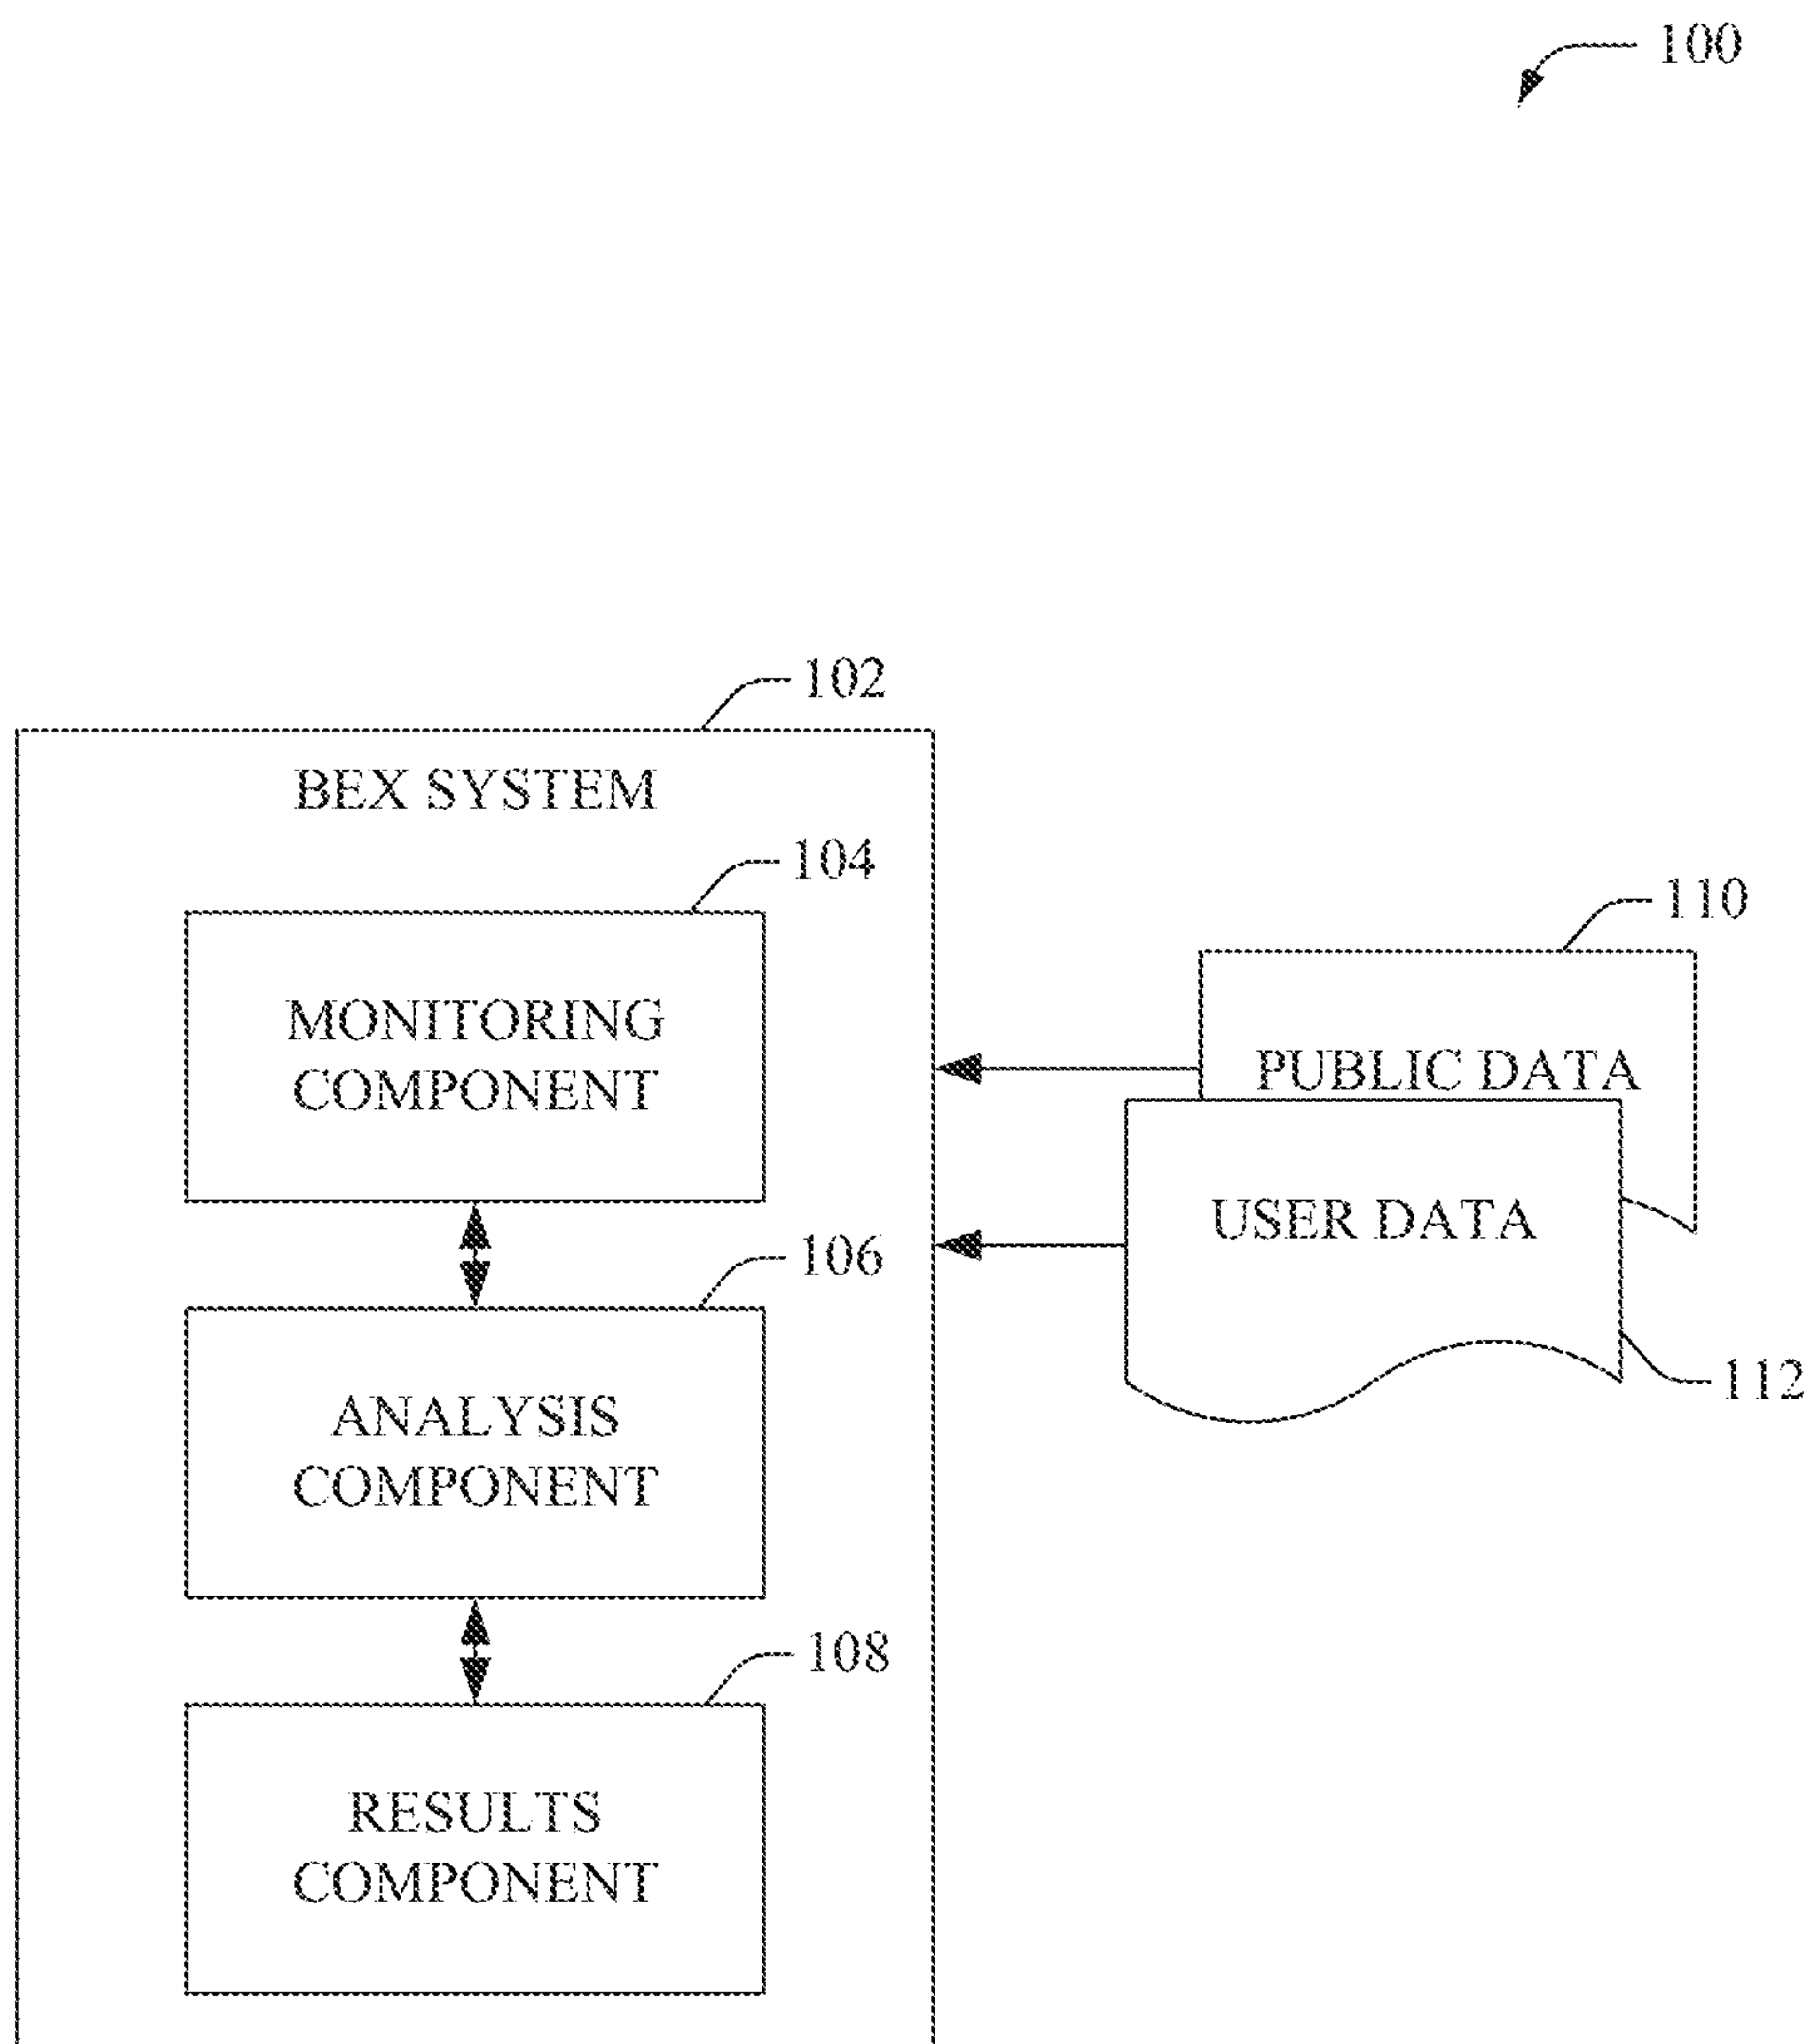 100
102
BEX SYSTEM
104
MONITORING
COMPONENT
110
PUBLIC DATA
USER DATA
106
112
ANALYSIS
COMPONENT
108
RESULTS
COMPONENT